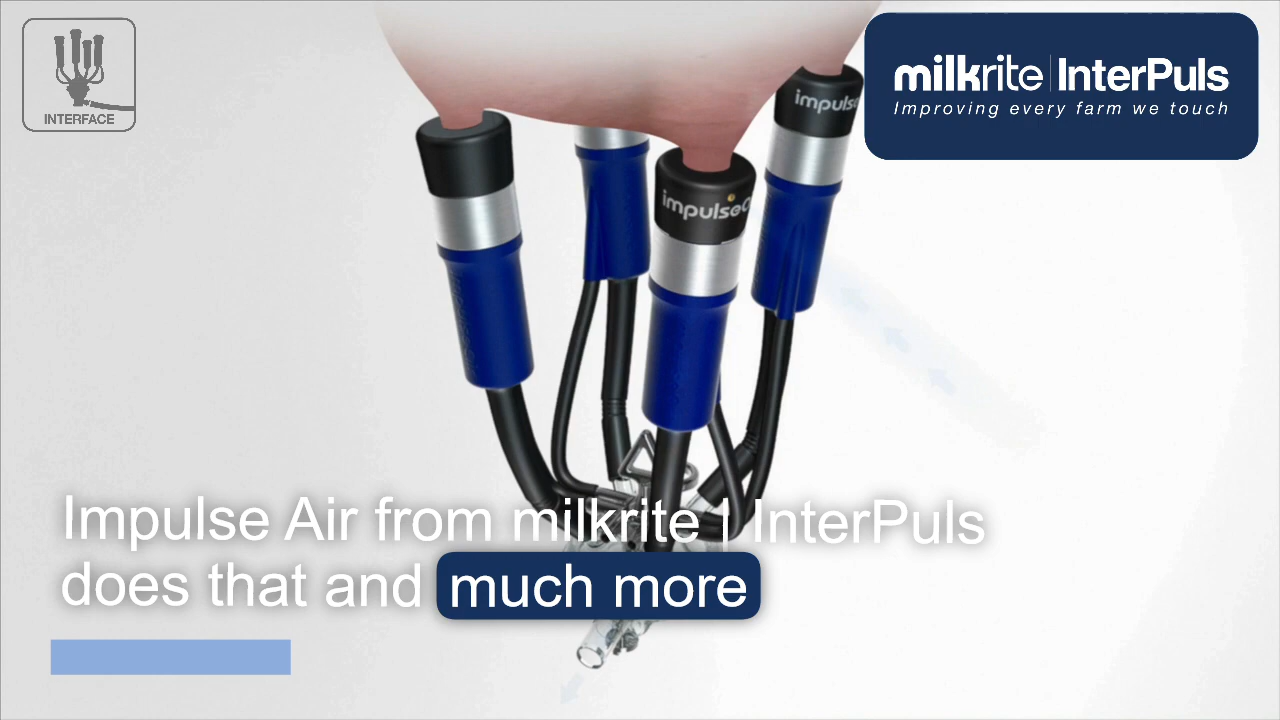 INTERFACE
milkrite | InterPuls
Improving every farm we touch
impulse
impulse
Impulse Air from milkrite | InterPuls
does that and much more